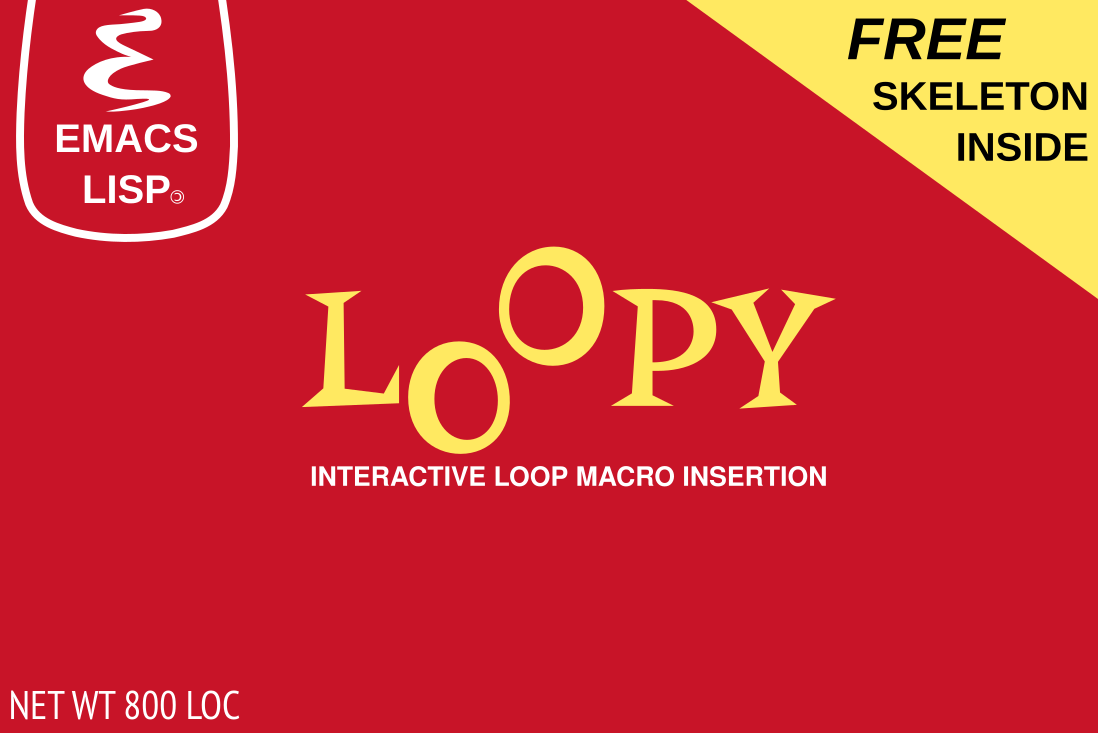 EMACS
LISP🄯
FREE
SKELETON
INSIDE
LOOPY
INTERACTIVE LOOP MACRO INSERTION
NET WT 800 LOC